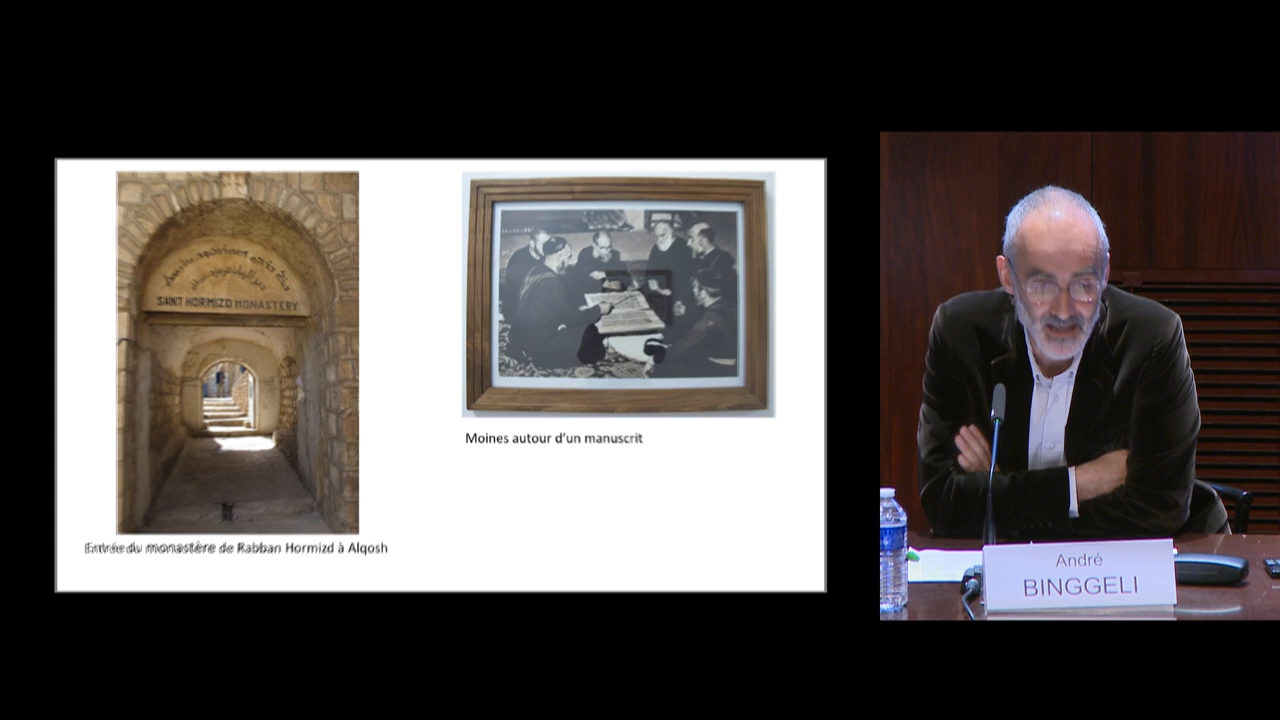 SAINT HORMIZD MONASTERY
Entrée du monastère de Rabban Hormizd à Alqosh
Moines autour d'un manuscrit
André
BINGGELI